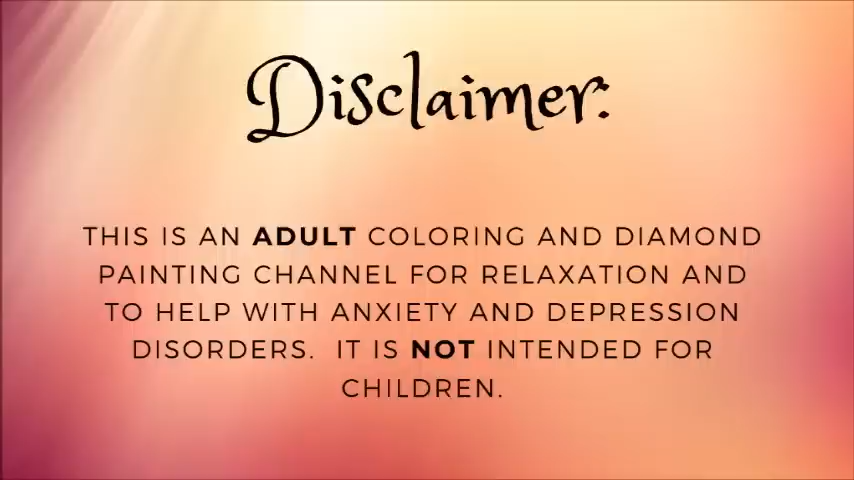 Disclaimer:
THIS IS AN ADULT COLORING AND DIAMOND
PAINTING CHANNEL FOR RELAXATION AND
TO HELP WITH ANXIETY AND DEPRESSION
DISORDERS.  IT IS NOT INTENDED FOR
CHILDREN.